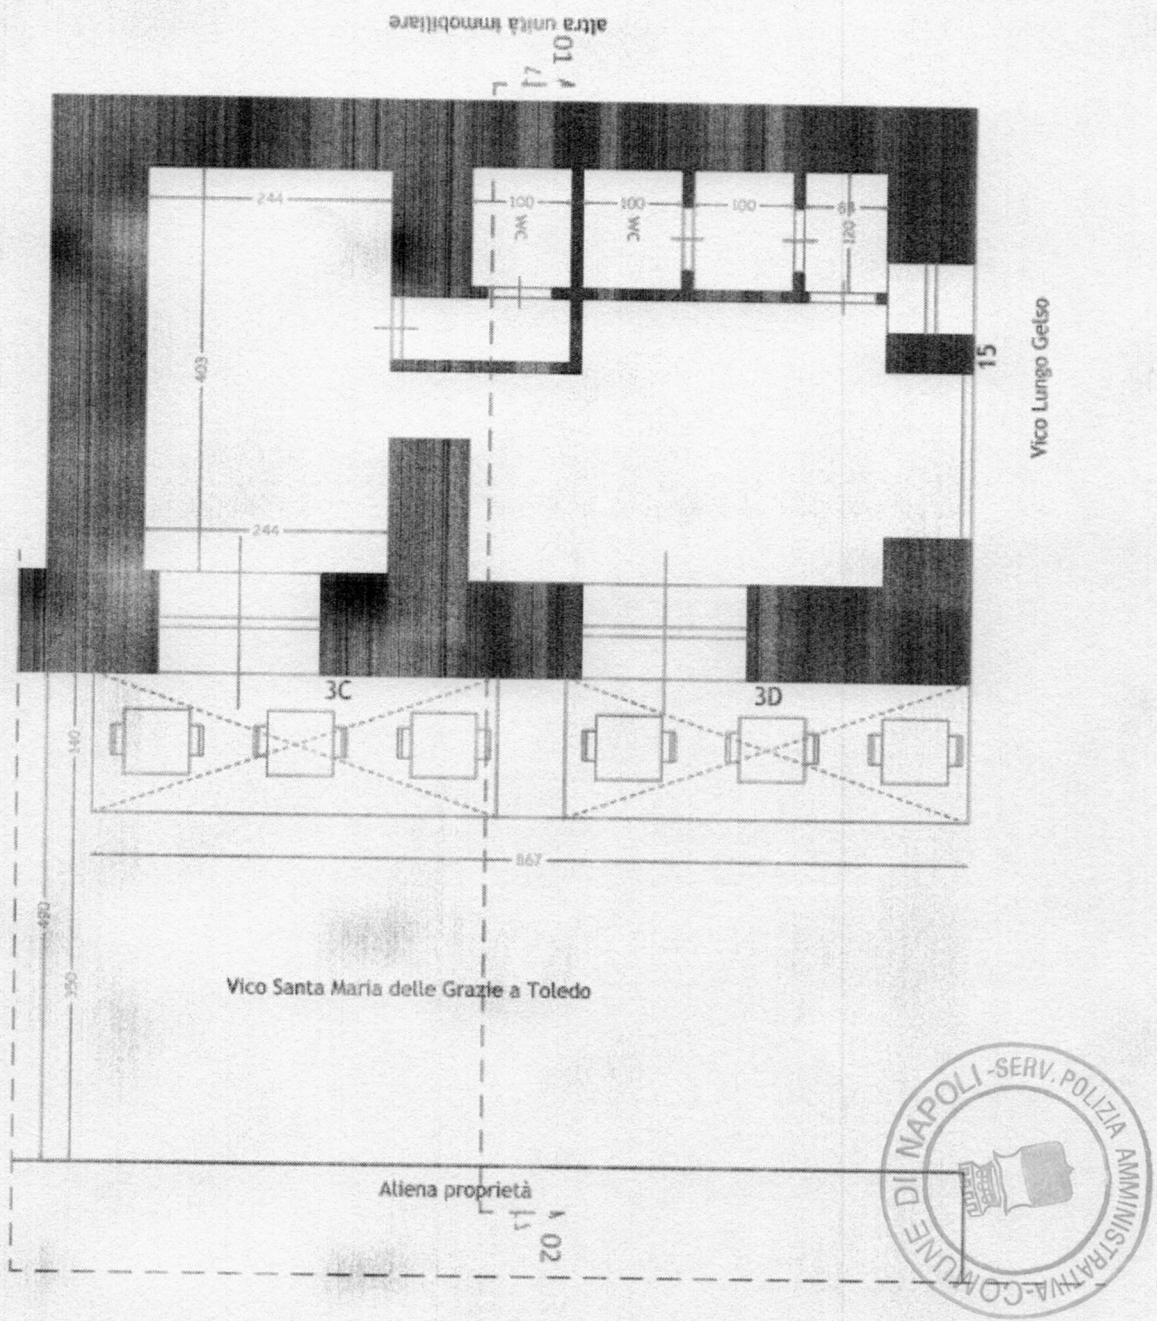 altra unità immobiliare
01
244
100
100
100
84
WC
WC
120
403
15
Vico Lungo Gelso
244
3C
3D
140
867
490
350
Vico Santa Maria delle Grazie a Toledo
Aliena proprietà
02
COMUNE DI NAPOLI - SERV. POLIZIA AMMINISTRATIVA -